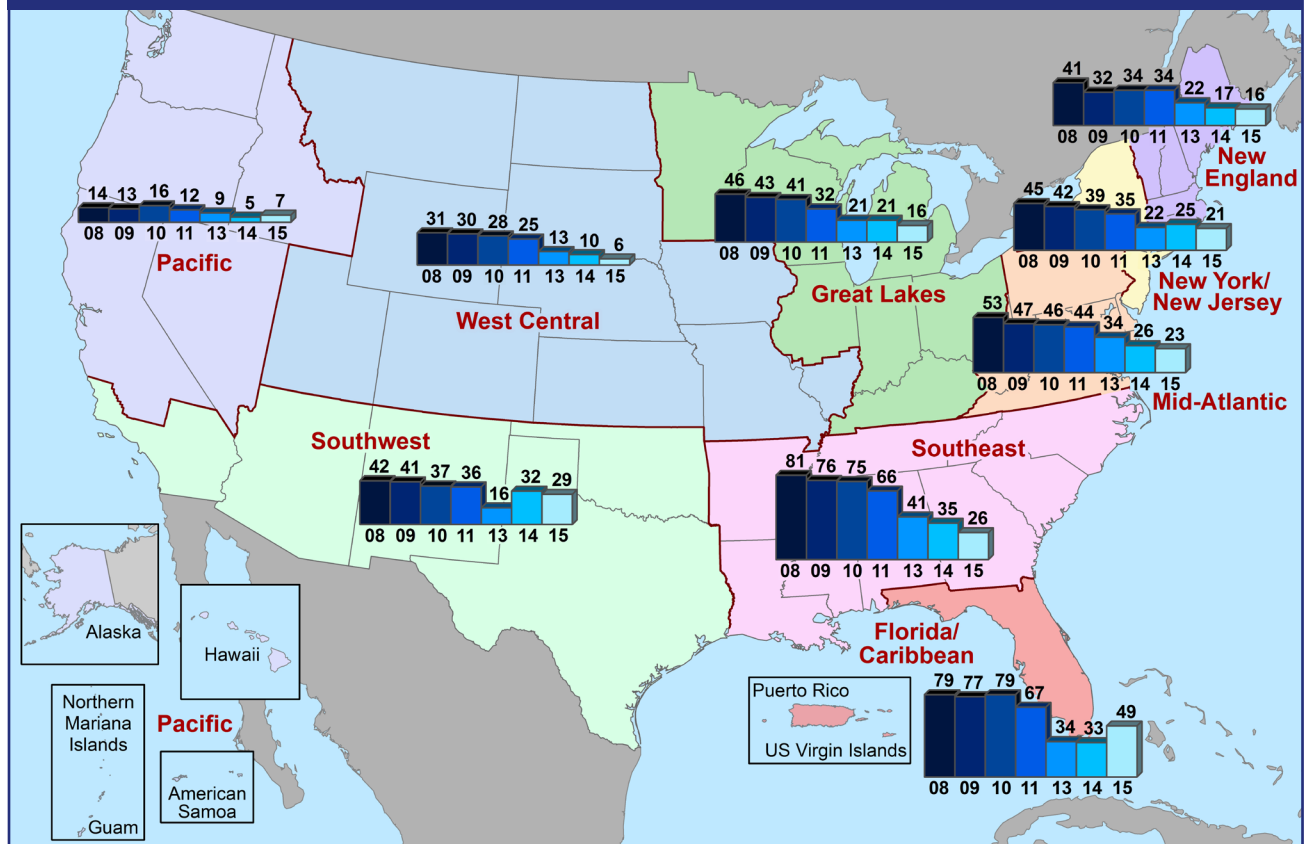 14 13 16 12 9 5 7
08 09 10 11 13 14 15
Pacific
31 30 28 25 13 10 6
08 09 10 11 13 14 15
West Central
46 43 41 32 21 21 16
08 09 10 11 13 14 15
Great Lakes
41 32 34 34 22 17 16
08 09 10 11 13 14 15
New
England
45 42 39 35 22 25 21
08 09 10 11 13 14 15
New York/
New Jersey
53 47 46 44 34 26 23
08 09 10 11 13 14 15
Mid-Atlantic
Southwest
42 41 37 36 16 32 29
08 09 10 11 13 14 15
Southeast
81 76 75 66 41 35 26
08 09 10 11 13 14 15
Florida/
Caribbean
79 77 79 67 34 33 49
08 09 10 11 13 14 15
Alaska
Hawaii
Northern
Mariana
Islands
Guam
Pacific
American
Samoa
Puerto Rico
US Virgin Islands